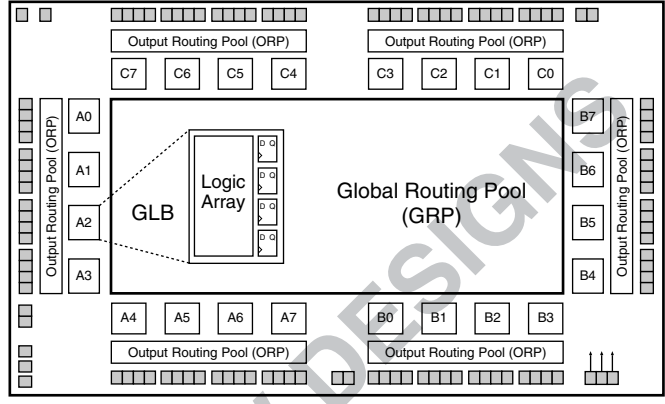 Output Routing Pool (ORP)
Output Routing Pool (ORP)
C7 C6 C5 C4
C3 C2 C1 C0
Output Routing Pool (ORP)
A0
A1
A2
A3
GLB
Logic
Array
D Q
D Q
D Q
D Q
Global Routing Pool
(GRP)
B7
B6
B5
B4
Output Routing Pool (ORP)
A4 A5 A6 A7
B0 B1 B2 B3
Output Routing Pool (ORP)
Output Routing Pool (ORP)
DESIGNS